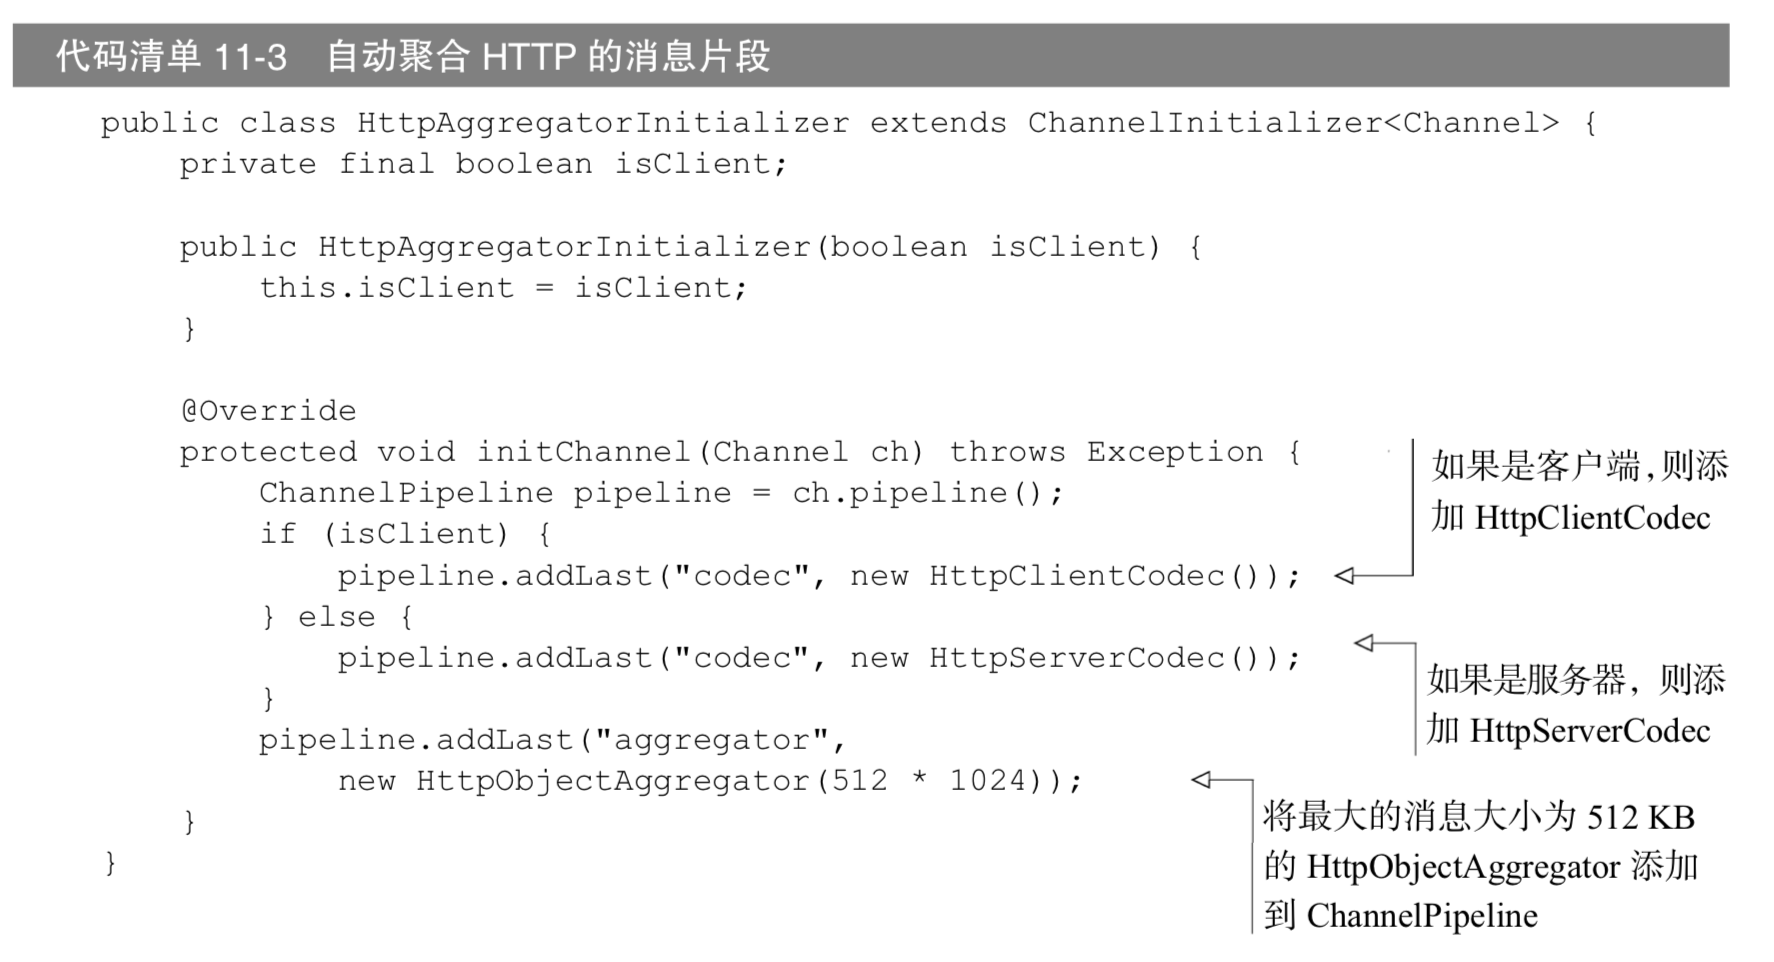 代码清单 11-3 自动聚合 HTTP 的消息片段
public class HttpAggregatorInitializer extends ChannelInitializer<Channel> {
    private final boolean isClient;

    public HttpAggregatorInitializer(boolean isClient) {
        this.isClient = isClient;
    }

    @Override
    protected void initChannel(Channel ch) throws Exception {
        ChannelPipeline pipeline = ch.pipeline();
        if (isClient) {
            pipeline.addLast("codec", new HttpClientCodec());
        } else {
            pipeline.addLast("codec", new HttpServerCodec());
        }
        pipeline.addLast("aggregator",
            new HttpObjectAggregator(512 * 1024));
    }
}
如果是客户端,则添
加 HttpClientCodec
如果是服务器，则添
加 HttpServerCodec
将最大的消息大小为 512 KB
的 HttpObjectAggregator 添加
到 ChannelPipeline